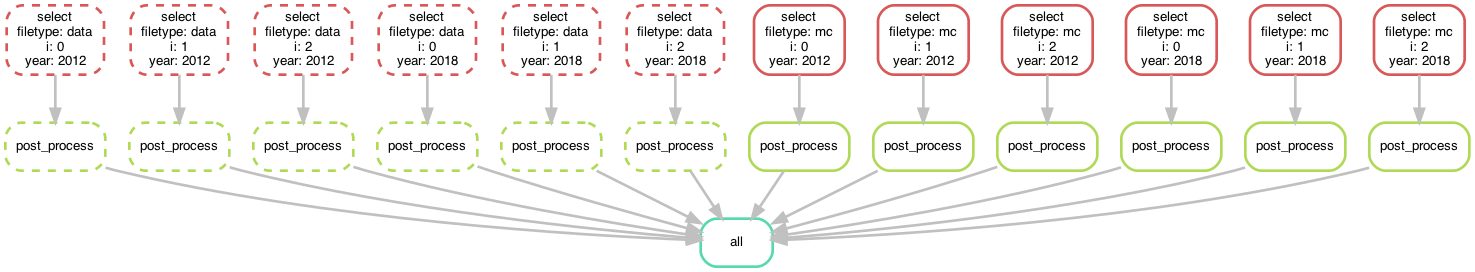 select
filetype: data
i: 0
year: 2012
select
filetype: data
i: 1
year: 2012
select
filetype: data
i: 2
year: 2012
select
filetype: data
i: 0
year: 2018
select
filetype: data
i: 1
year: 2018
select
filetype: data
i: 2
year: 2018
select
filetype: mc
i: 0
year: 2012
select
filetype: mc
i: 1
year: 2012
select
filetype: mc
i: 2
year: 2012
select
filetype: mc
i: 0
year: 2018
select
filetype: mc
i: 1
year: 2018
select
filetype: mc
i: 2
year: 2018
post_process
post_process
post_process
post_process
post_process
post_process
post_process
post_process
post_process
post_process
post_process
post_process
all